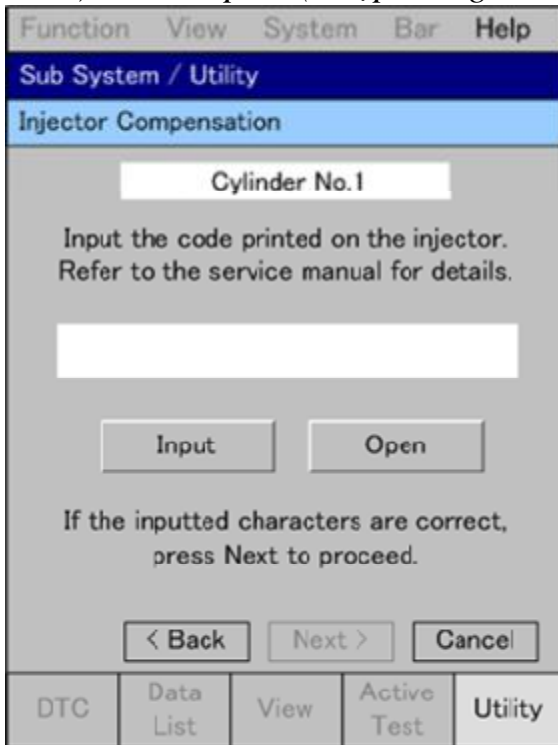 Function View System Bar Help
Sub System / Utility
Injector Compensation
Cylinder No.1
Input the code printed on the injector.
Refer to the service manual for details.
Input Open
If the inputted characters are correct,
press Next to proceed.
< Back Next > Cancel
DTC Data List View Active Test Utility